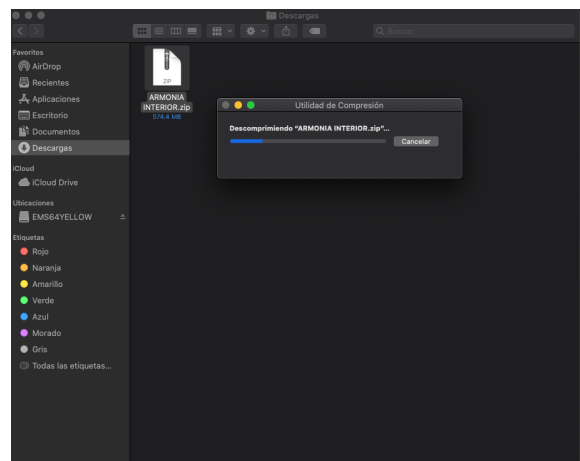 Descargas
Buscar
Favoritos
AirDrop
Recientes
Aplicaciones
Escritorio
Documentos
Descargas
iCloud
iCloud Drive
Ubicaciones
EMS64YELLOW
Etiquetas
Rojo
Naranja
Amarillo
Verde
Azul
Morado
Gris
Todas las etiquetas...
ZIP
ARMONIA
INTERIOR.zip
574.4 MB
Utilidad de Compresión
Descomprimiendo “ARMONIA INTERIOR.zip”...
Cancelar